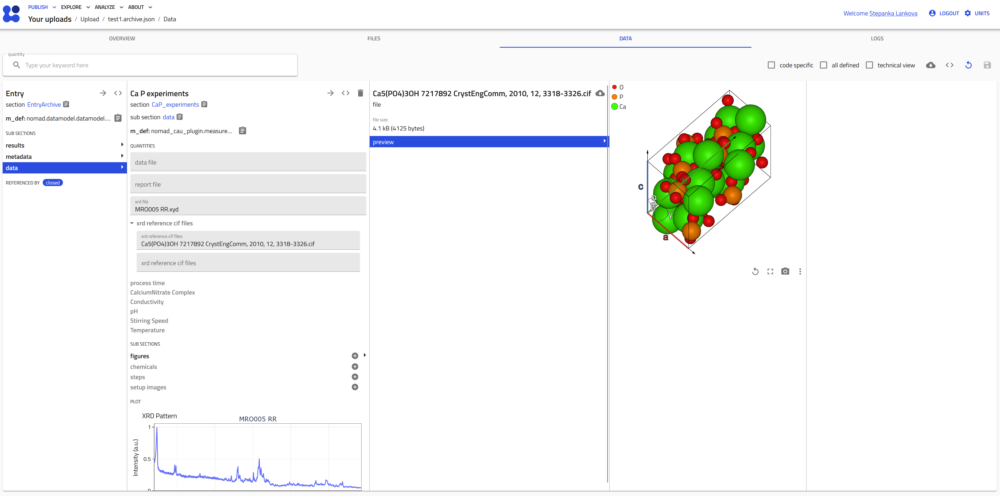 PUBLISH EXPLORE ANALYZE ABOUT
Your uploads / Upload / test1.archive.json / Data
Welcome Stepanka Lankova LOGOUT UNITS
OVERVIEW FILES DATA LOGS
quantity
Type your keyword here
code specific all defined technical view
Entry
section EntryArchive
m_def: nomad.datamodel.datamodel....
SUB SECTIONS
results
metadata
data
REFERENCED BY closed
Ca P experiments
section CaP_experiments
sub section data
m_def: nomad_cau_plugin.measure...
QUANTITIES
data file
report file
xrd file
MRO005 RR.xyd
xrd reference cif files
xrd reference cif files
Ca5(PO4)3OH 7217892 CrystEngComm, 2010, 12, 3318-3326.cif
xrd reference cif files
process time
CalciumNitrate Complex
Conductivity
pH
Stirring Speed
Temperature
SUB SECTIONS
figures
chemicals
steps
setup images
PLOT
XRD Pattern
MRO005 RR
Intensity (a.u.)
1
0.5
0
Ca5(PO4)3OH 7217892 CrystEngComm, 2010, 12, 3318-3326.cif
file
file size
4.1 kB (4125 bytes)
preview
O
P
Ca
c
b
α
β
γ
a